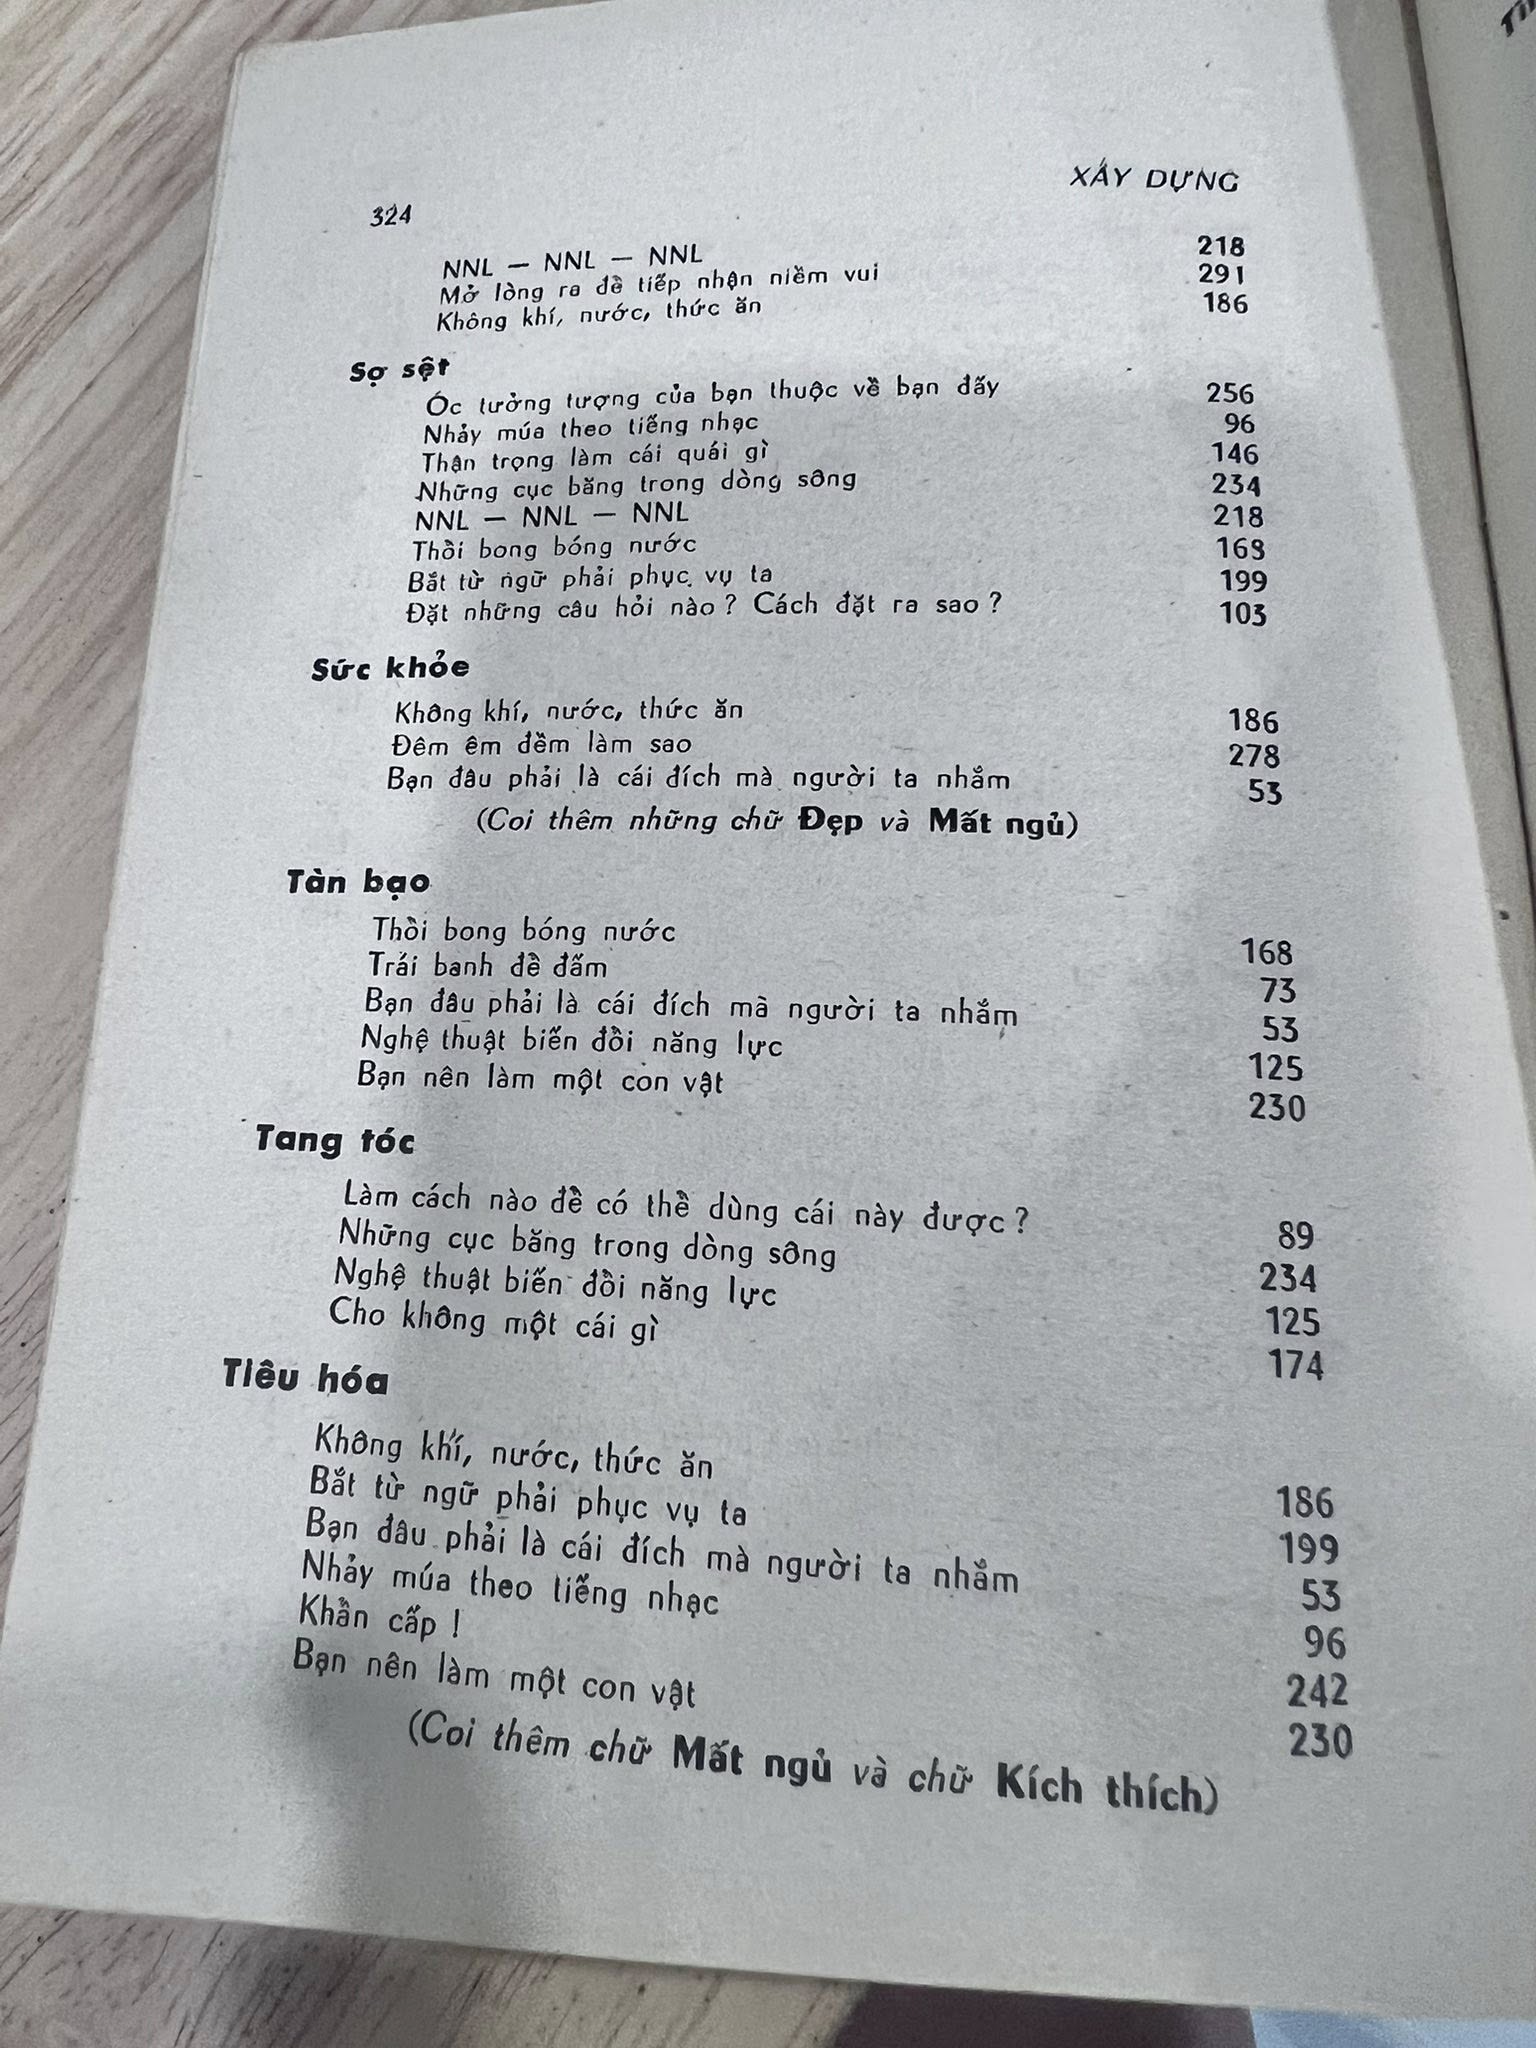 XÂY DỰNG
324
NNL — NNL — NNL 218
Mở lòng ra để tiếp nhận niềm vui 291
Không khí, nước, thức ăn 186
Sợ sệt
Óc tưởng tượng của bạn thuộc về bạn đấy 256
Nhảy múa theo tiếng nhạc 96
Thận trọng làm cái quái gì 146
Những cục băng trong dòng sông 234
NNL — NNL — NNL 218
Thổi bong bóng nước 168
Bắt từ ngữ phải phục vụ ta 199
Đặt những câu hỏi nào ? Cách đặt ra sao ? 103
Sức khỏe
Không khí, nước, thức ăn 186
Đêm êm đềm làm sao 278
Bạn đâu phải là cái đích mà người ta nhắm 53
(Coi thêm những chữ Đẹp và Mất ngủ)
Tàn bạo
Thổi bong bóng nước 168
Trái banh để đấm 73
Bạn đâu phải là cái đích mà người ta nhắm 53
Nghệ thuật biến đổi năng lực 125
Bạn nên làm một con vật 230
Tang tóc
Làm cách nào để có thể dùng cái này được ? 89
Những cục băng trong dòng sông 234
Nghệ thuật biến đổi năng lực 125
Cho không một cái gì 174
Tiêu hóa
Không khí, nước, thức ăn 186
Bắt từ ngữ phải phục vụ ta 199
Bạn đâu phải là cái đích mà người ta nhắm 53
Nhảy múa theo tiếng nhạc 96
Khẩn cấp ! 242
Bạn nên làm một con vật 230
(Coi thêm chữ Mất ngủ và chữ Kích thích)